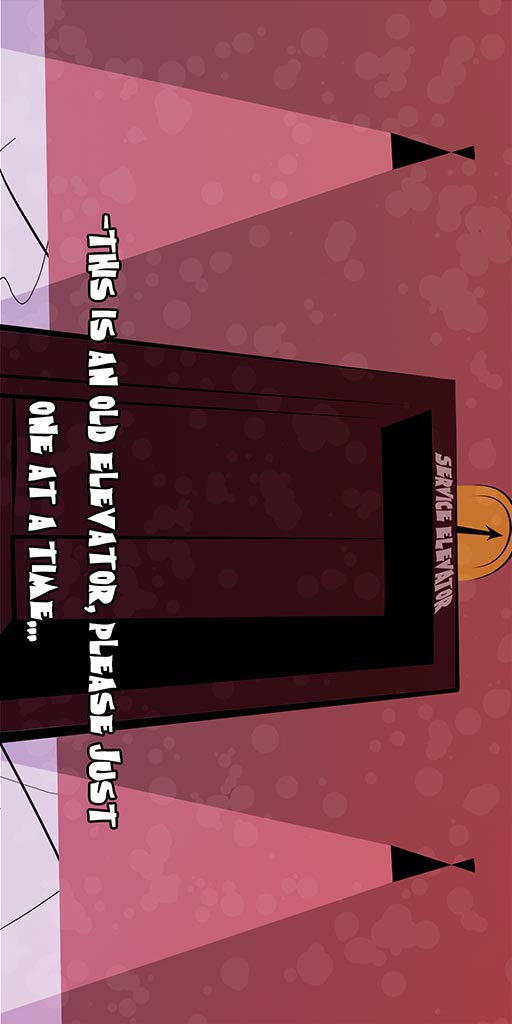 SERVICE ELEVATOR
-THIS IS AN OLD ELEVATOR, PLEASE JUST
ONE AT A TIME...